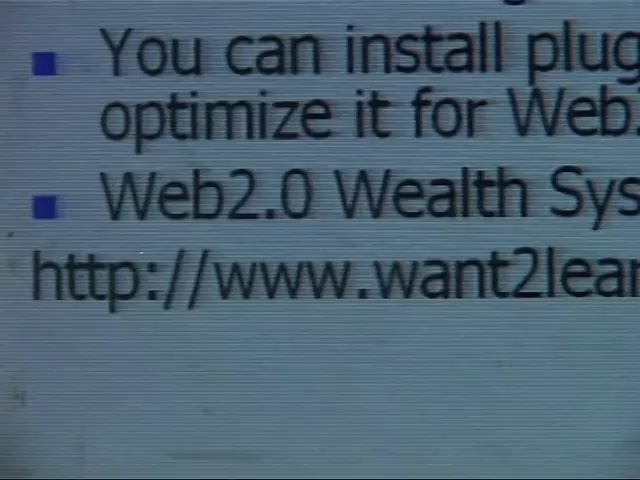 You can install plug
optimize it for Web
Web2.0 Wealth Sys
http://www.want2lear